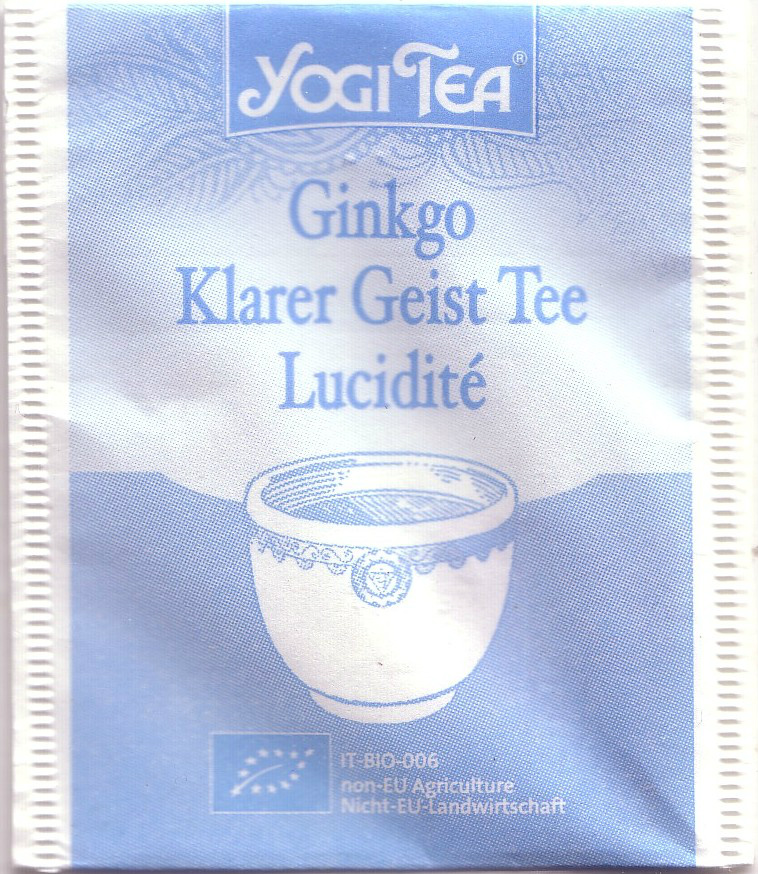 YOGI TEA®
Ginkgo
Klarer Geist Tee
Lucidité
IT-BIO-006
non-EU Agriculture
Nicht-EU-Landwirtschaft